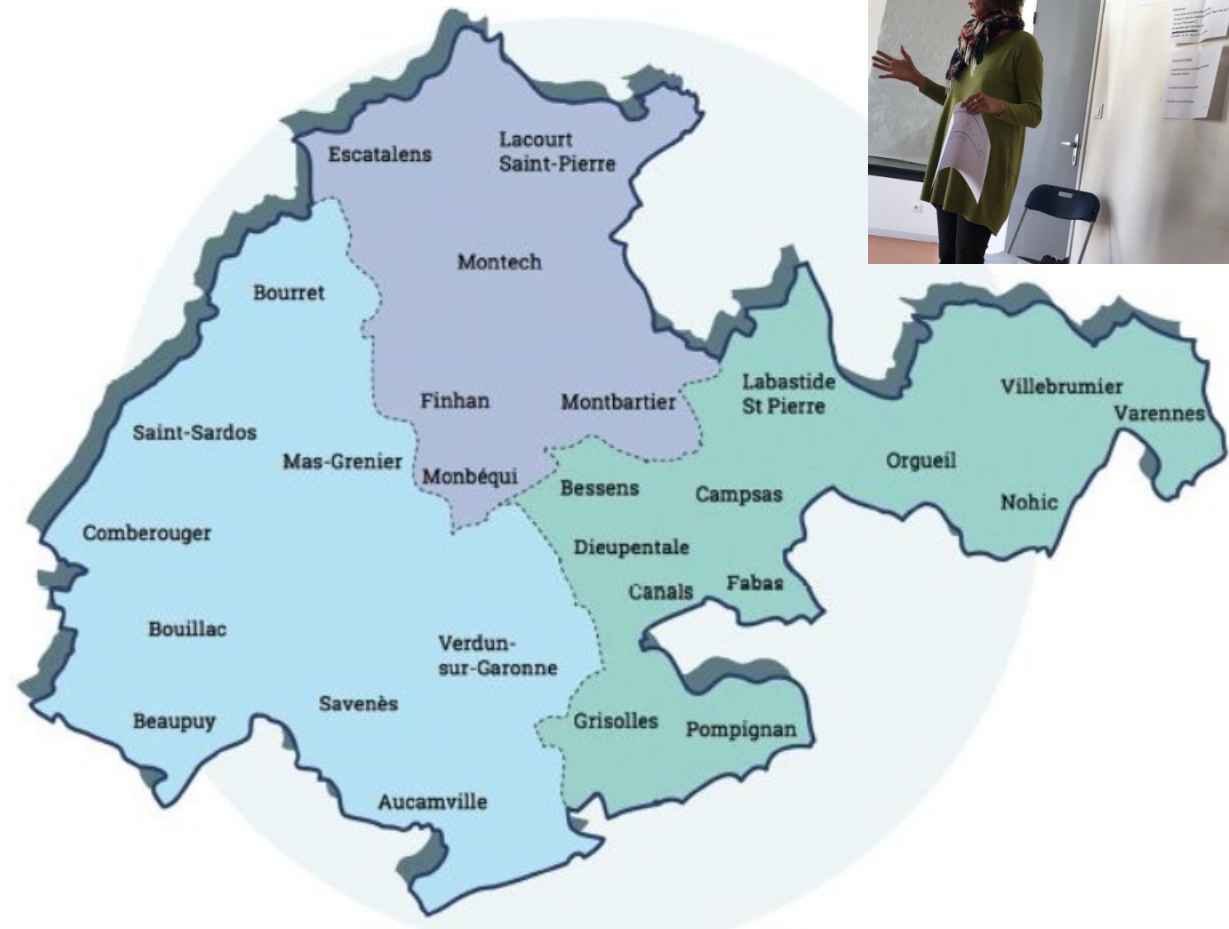 Escatalens
Lacourt
Saint-Pierre
Montech
Bourret
Finhan
Montbartier
Labastide
St Pierre
Villebrumier
Varennes
Saint-Sardos
Mas-Grenier
Monbéqui
Bessens
Campsas
Orgueil
Nohic
Comberouger
Dieupentale
Canals
Fabas
Bouillac
Verdun-
sur-Garonne
Savenès
Beaupuy
Grisolles
Pompignan
Aucamville